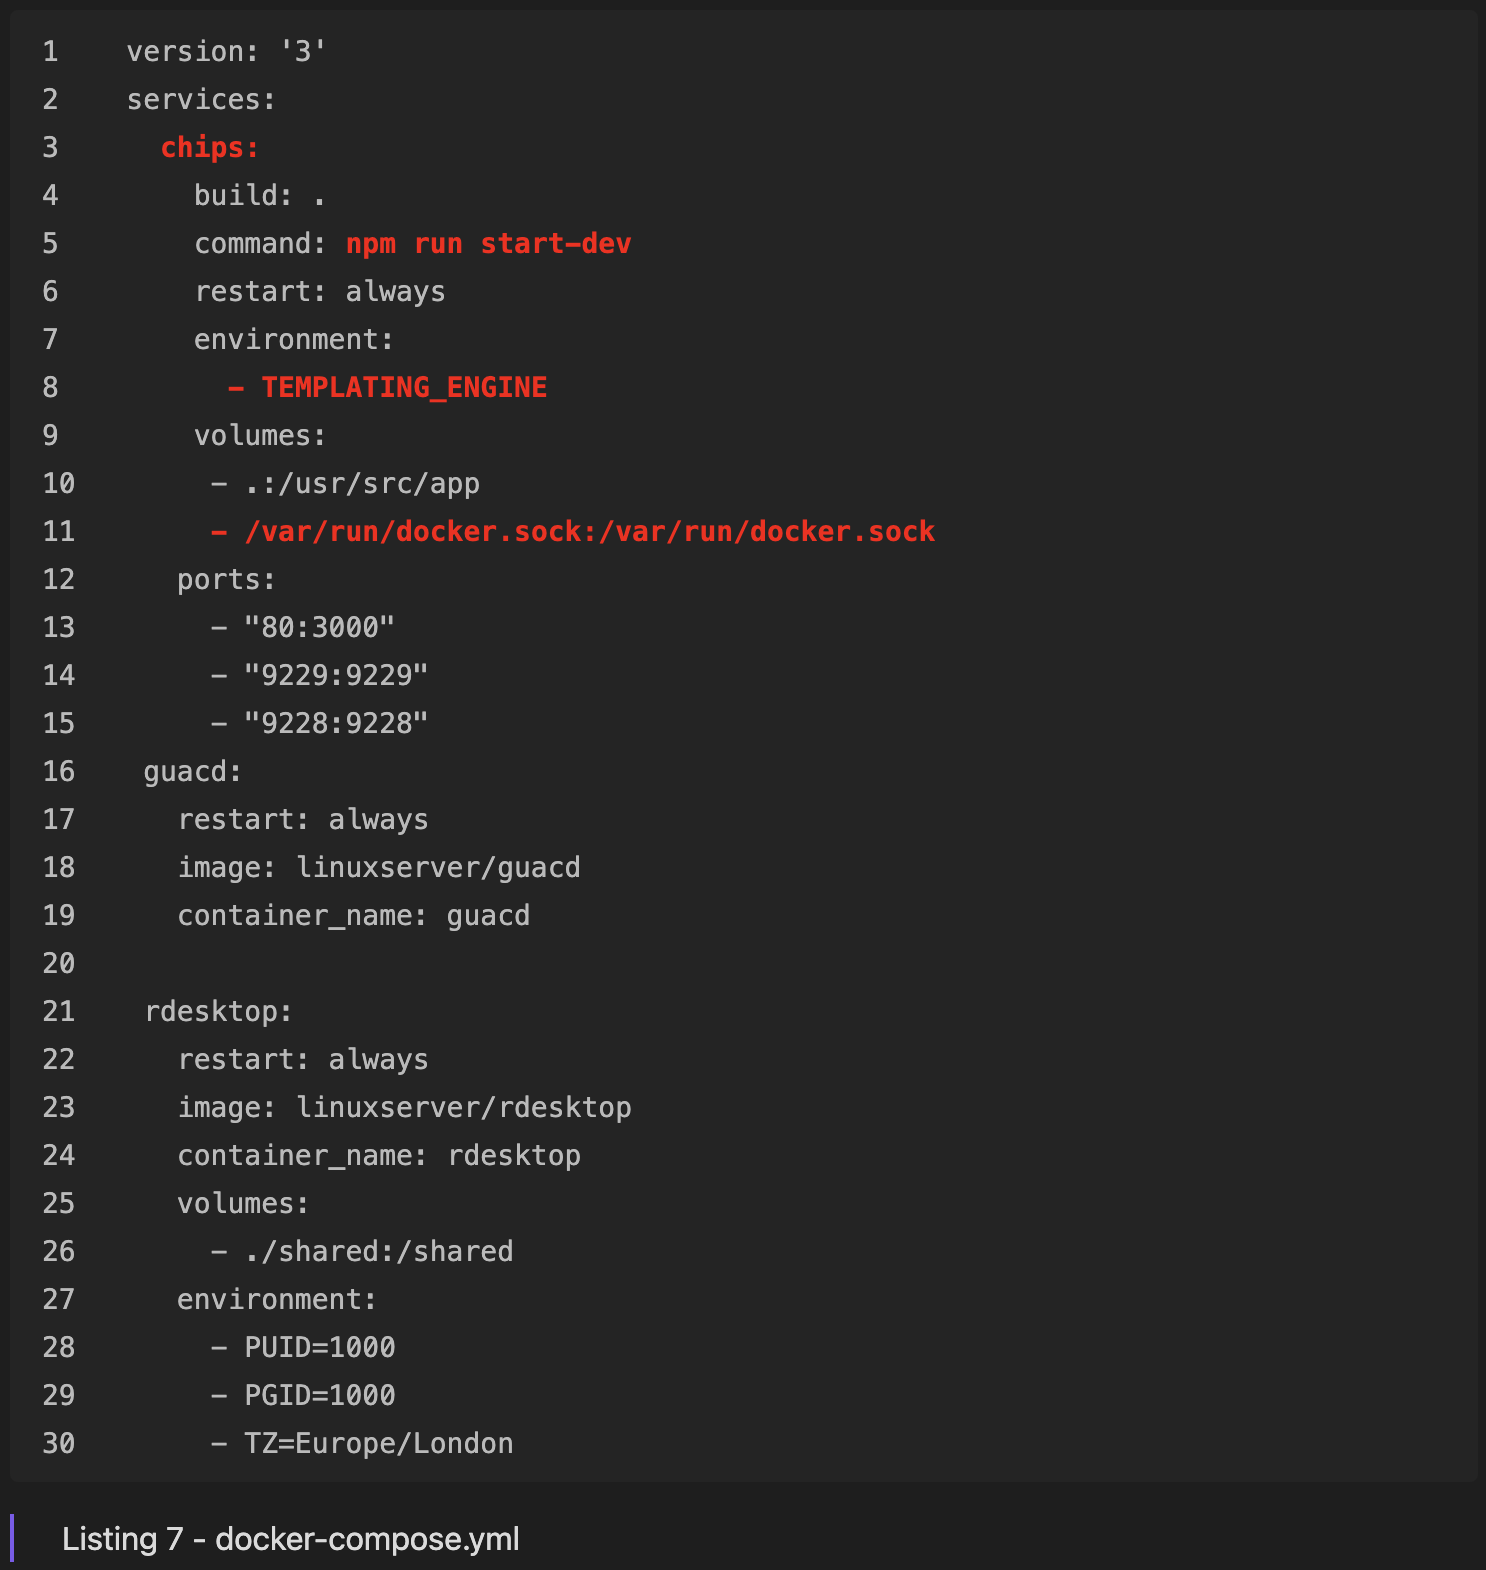 1    version: '3'
2    services:
3      chips:
4        build: .
5        command: npm run start-dev
6        restart: always
7        environment:
8          - TEMPLATING_ENGINE
9        volumes:
10        - .:/usr/src/app
11        - /var/run/docker.sock:/var/run/docker.sock
12      ports:
13        - "80:3000"
14        - "9229:9229"
15        - "9228:9228"
16    guacd:
17      restart: always
18      image: linuxserver/guacd
19      container_name: guacd
20
21    rdesktop:
22      restart: always
23      image: linuxserver/rdesktop
24      container_name: rdesktop
25      volumes:
26        - ./shared:/shared
27      environment:
28        - PUID=1000
29        - PGID=1000
30        - TZ=Europe/London
Listing 7 - docker-compose.yml